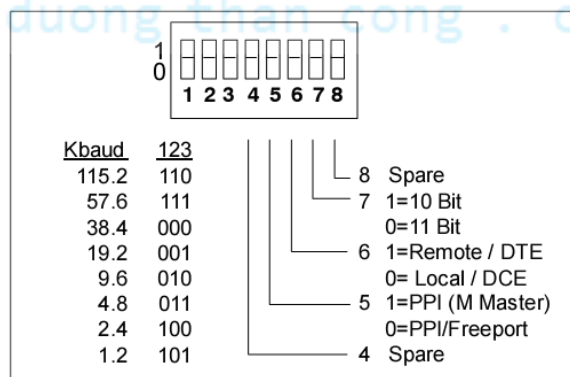 duong than cong . c
1
0
1 2 3 4 5 6 7 8
Kbaud 123
115.2 110
57.6 111
38.4 000
19.2 001
9.6 010
4.8 011
2.4 100
1.2 101
8 Spare
7 1=10 Bit
0=11 Bit
6 1=Remote / DTE
0= Local / DCE
5 1=PPI (M Master)
0=PPI/Freeport
4 Spare